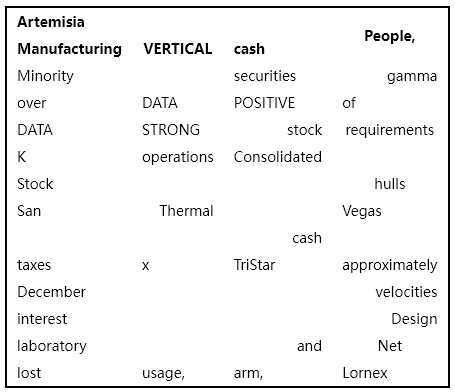 Artemisia
Manufacturing VERTICAL cash People,
Minority securities gamma
over DATA POSITIVE of
DATA STRONG stock requirements
K operations Consolidated
Stock hulls
San Thermal Vegas
cash
taxes x TriStar approximately
December velocities
interest Design
laboratory and Net
lost usage, arm, Lornex